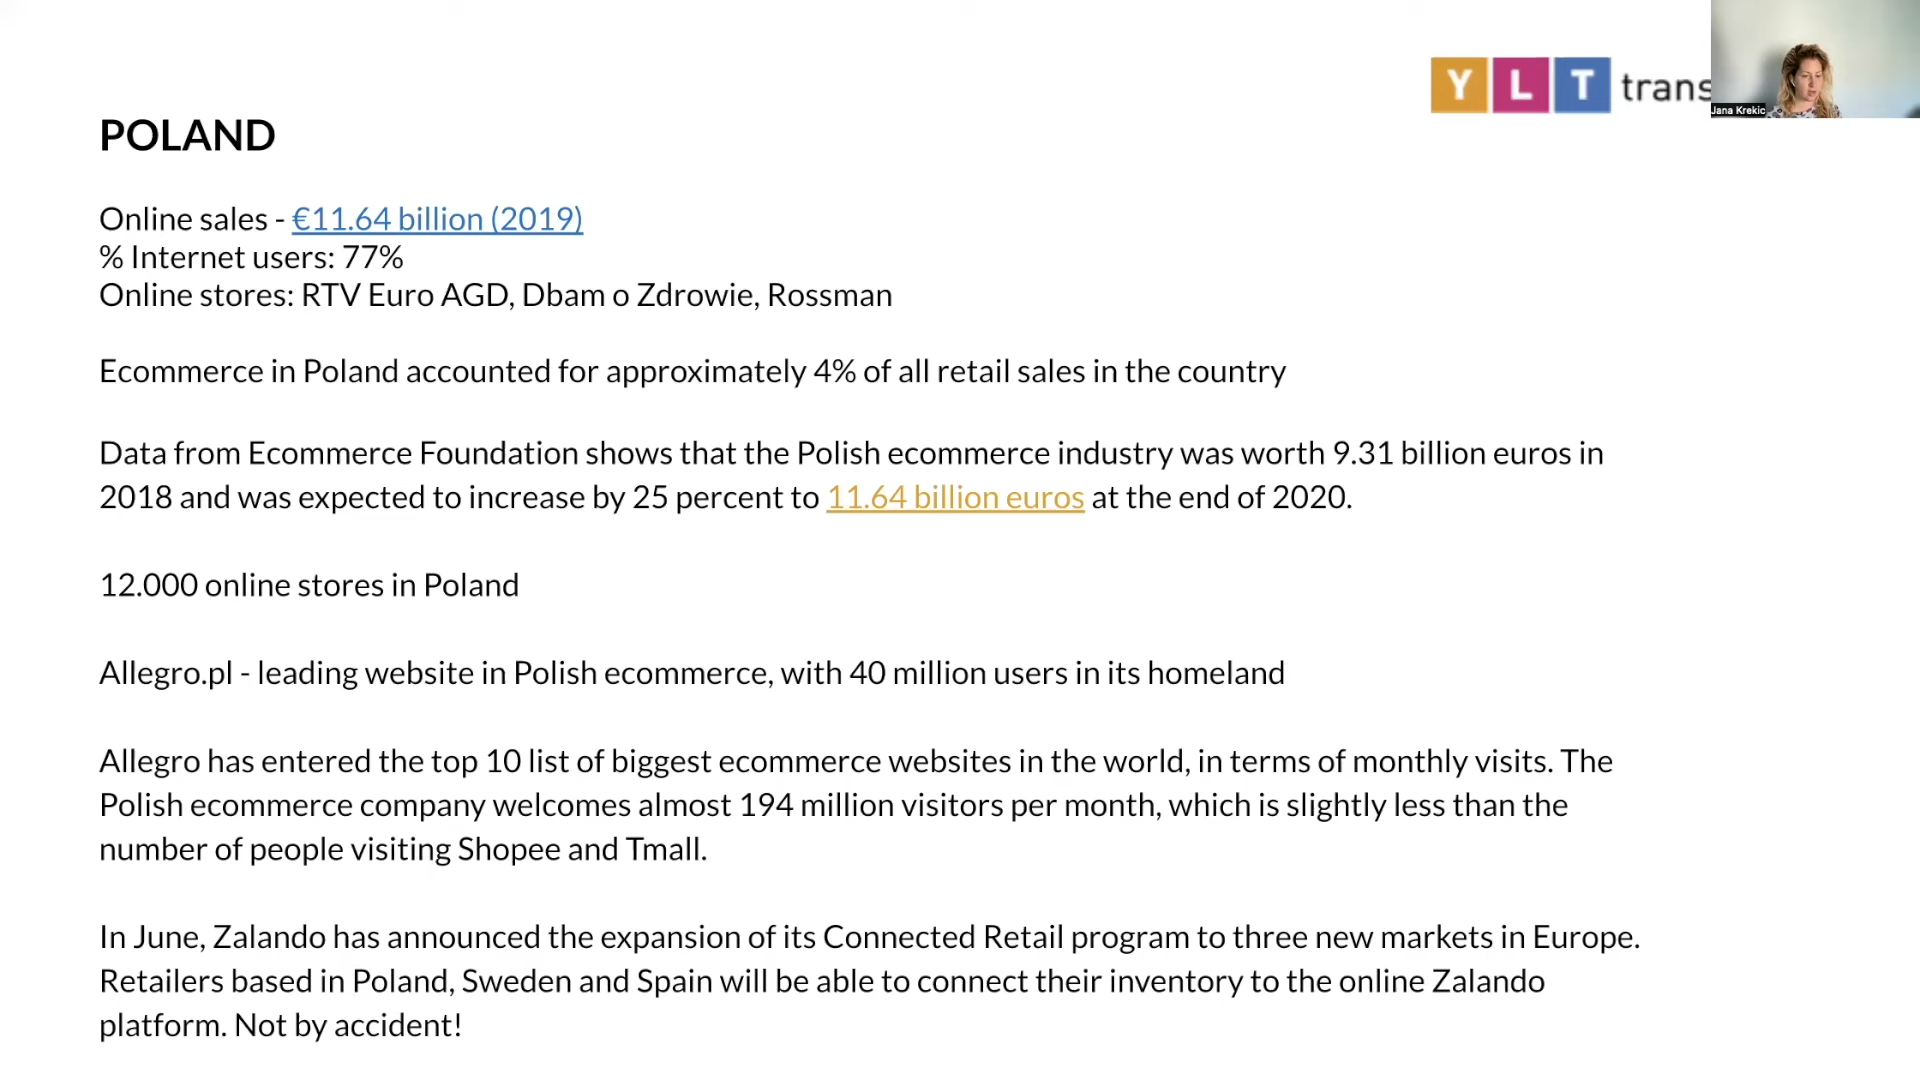 Y L T trans
Jana Krekic
POLAND
Online sales - €11.64 billion (2019)
% Internet users: 77%
Online stores: RTV Euro AGD, Dbam o Zdrowie, Rossman
Ecommerce in Poland accounted for approximately 4% of all retail sales in the country
Data from Ecommerce Foundation shows that the Polish ecommerce industry was worth 9.31 billion euros in
2018 and was expected to increase by 25 percent to 11.64 billion euros at the end of 2020.
12.000 online stores in Poland
Allegro.pl - leading website in Polish ecommerce, with 40 million users in its homeland
Allegro has entered the top 10 list of biggest ecommerce websites in the world, in terms of monthly visits. The
Polish ecommerce company welcomes almost 194 million visitors per month, which is slightly less than the
number of people visiting Shopee and Tmall.
In June, Zalando has announced the expansion of its Connected Retail program to three new markets in Europe.
Retailers based in Poland, Sweden and Spain will be able to connect their inventory to the online Zalando
platform. Not by accident!